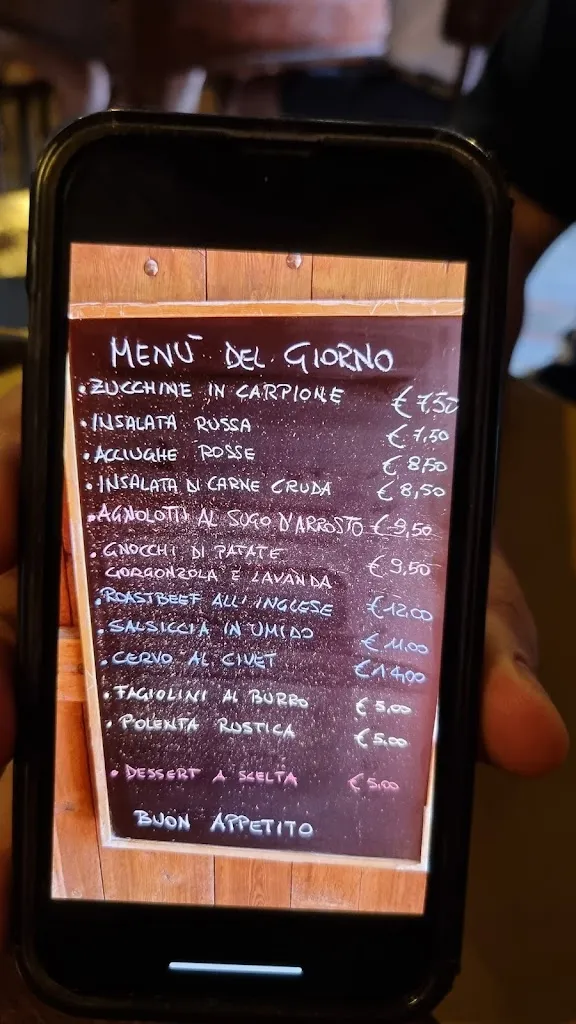 MENÙ DEL GIORNO
• ZUCCHINE IN CARPIONE € 7,50
• INSALATA RUSSA € 7,50
• ACCIUGHE ROSSE € 8,50
• INSALATA DI CARNE CRUDA € 8,50
• AGNOLOTTI AL SUGO D'ARROSTO € 9,50
• GNOCCHI DI PATATE
GORGONZOLA E LAVANDA € 9,50
• ROASTBEEF ALL'INGLESE € 12,00
• SALSICCIA IN UMIDO € 11,00
• CERVO AL CIVET € 14,00
• FAGIOLINI AL BURRO € 5,00
• POLENTA RUSTICA € 5,00
• DESSERT A SCELTA € 5,00
BUON APPETITO